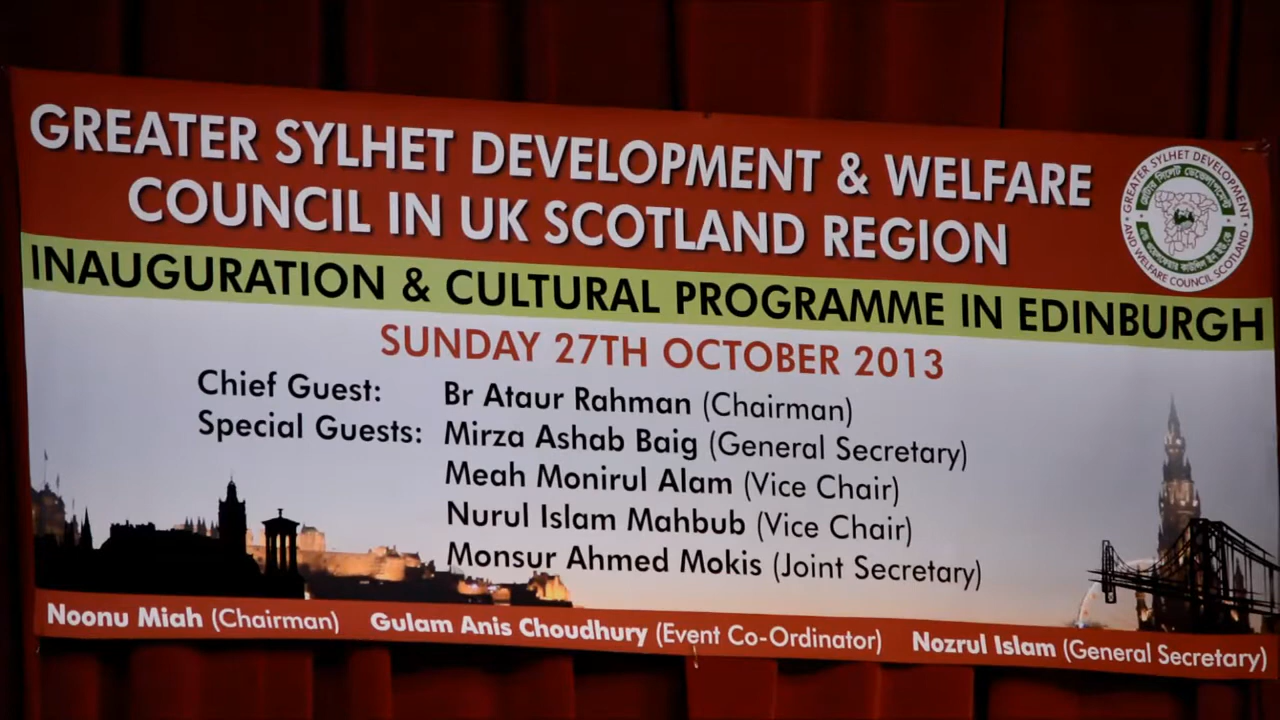 GREATER SYLHET DEVELOPMENT & WELFARE
COUNCIL IN UK SCOTLAND REGION
GREATER SYLHET DEVELOPMENT
AND WELFARE COUNCIL SCOTLAND
INAUGURATION & CULTURAL PROGRAMME IN EDINBURGH
SUNDAY 27TH OCTOBER 2013
Chief Guest: Br Ataur Rahman (Chairman)
Special Guests: Mirza Ashab Baig (General Secretary)
Meah Monirul Alam (Vice Chair)
Nurul Islam Mahbub (Vice Chair)
Monsur Ahmed Mokis (Joint Secretary)
Noonu Miah (Chairman) Gulam Anis Choudhury (Event Co-Ordinator) Nozrul Islam (General Secretary)